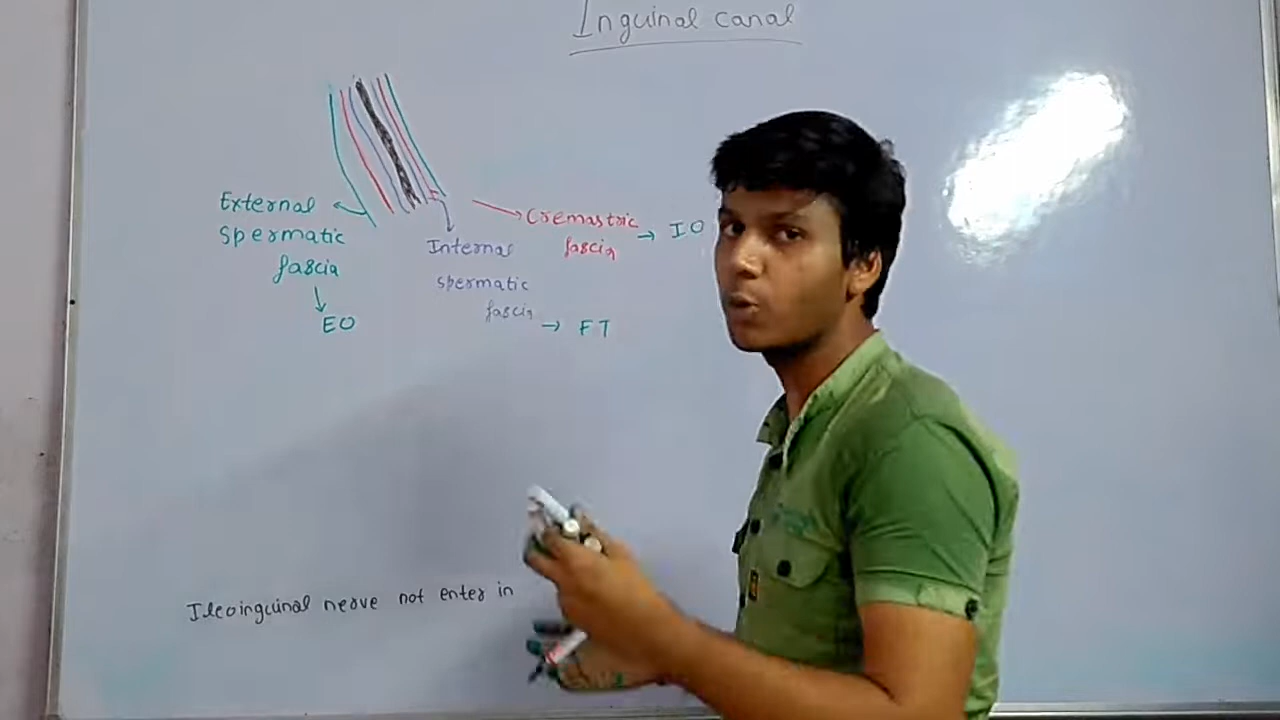 Inguinal canal
External
Spermatic
fascia
EO
Internal
spermatic
fascia → FT
Cremastric
fascia → IO
Ileoinguinal nerve not enter in